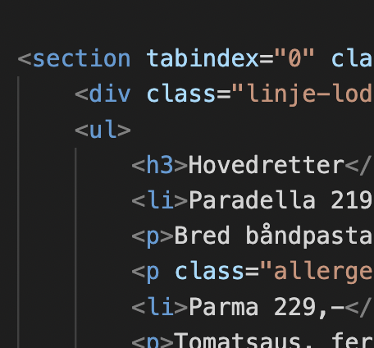 <section tabindex="0" cla
<div class="linje-lod
<ul>
<h3>Hovedretter</
<li>Paradella 219
<p>Bred båndpasta
<p class="allerge
<li>Parma 229,-</
<p>Tomatsaus, fer